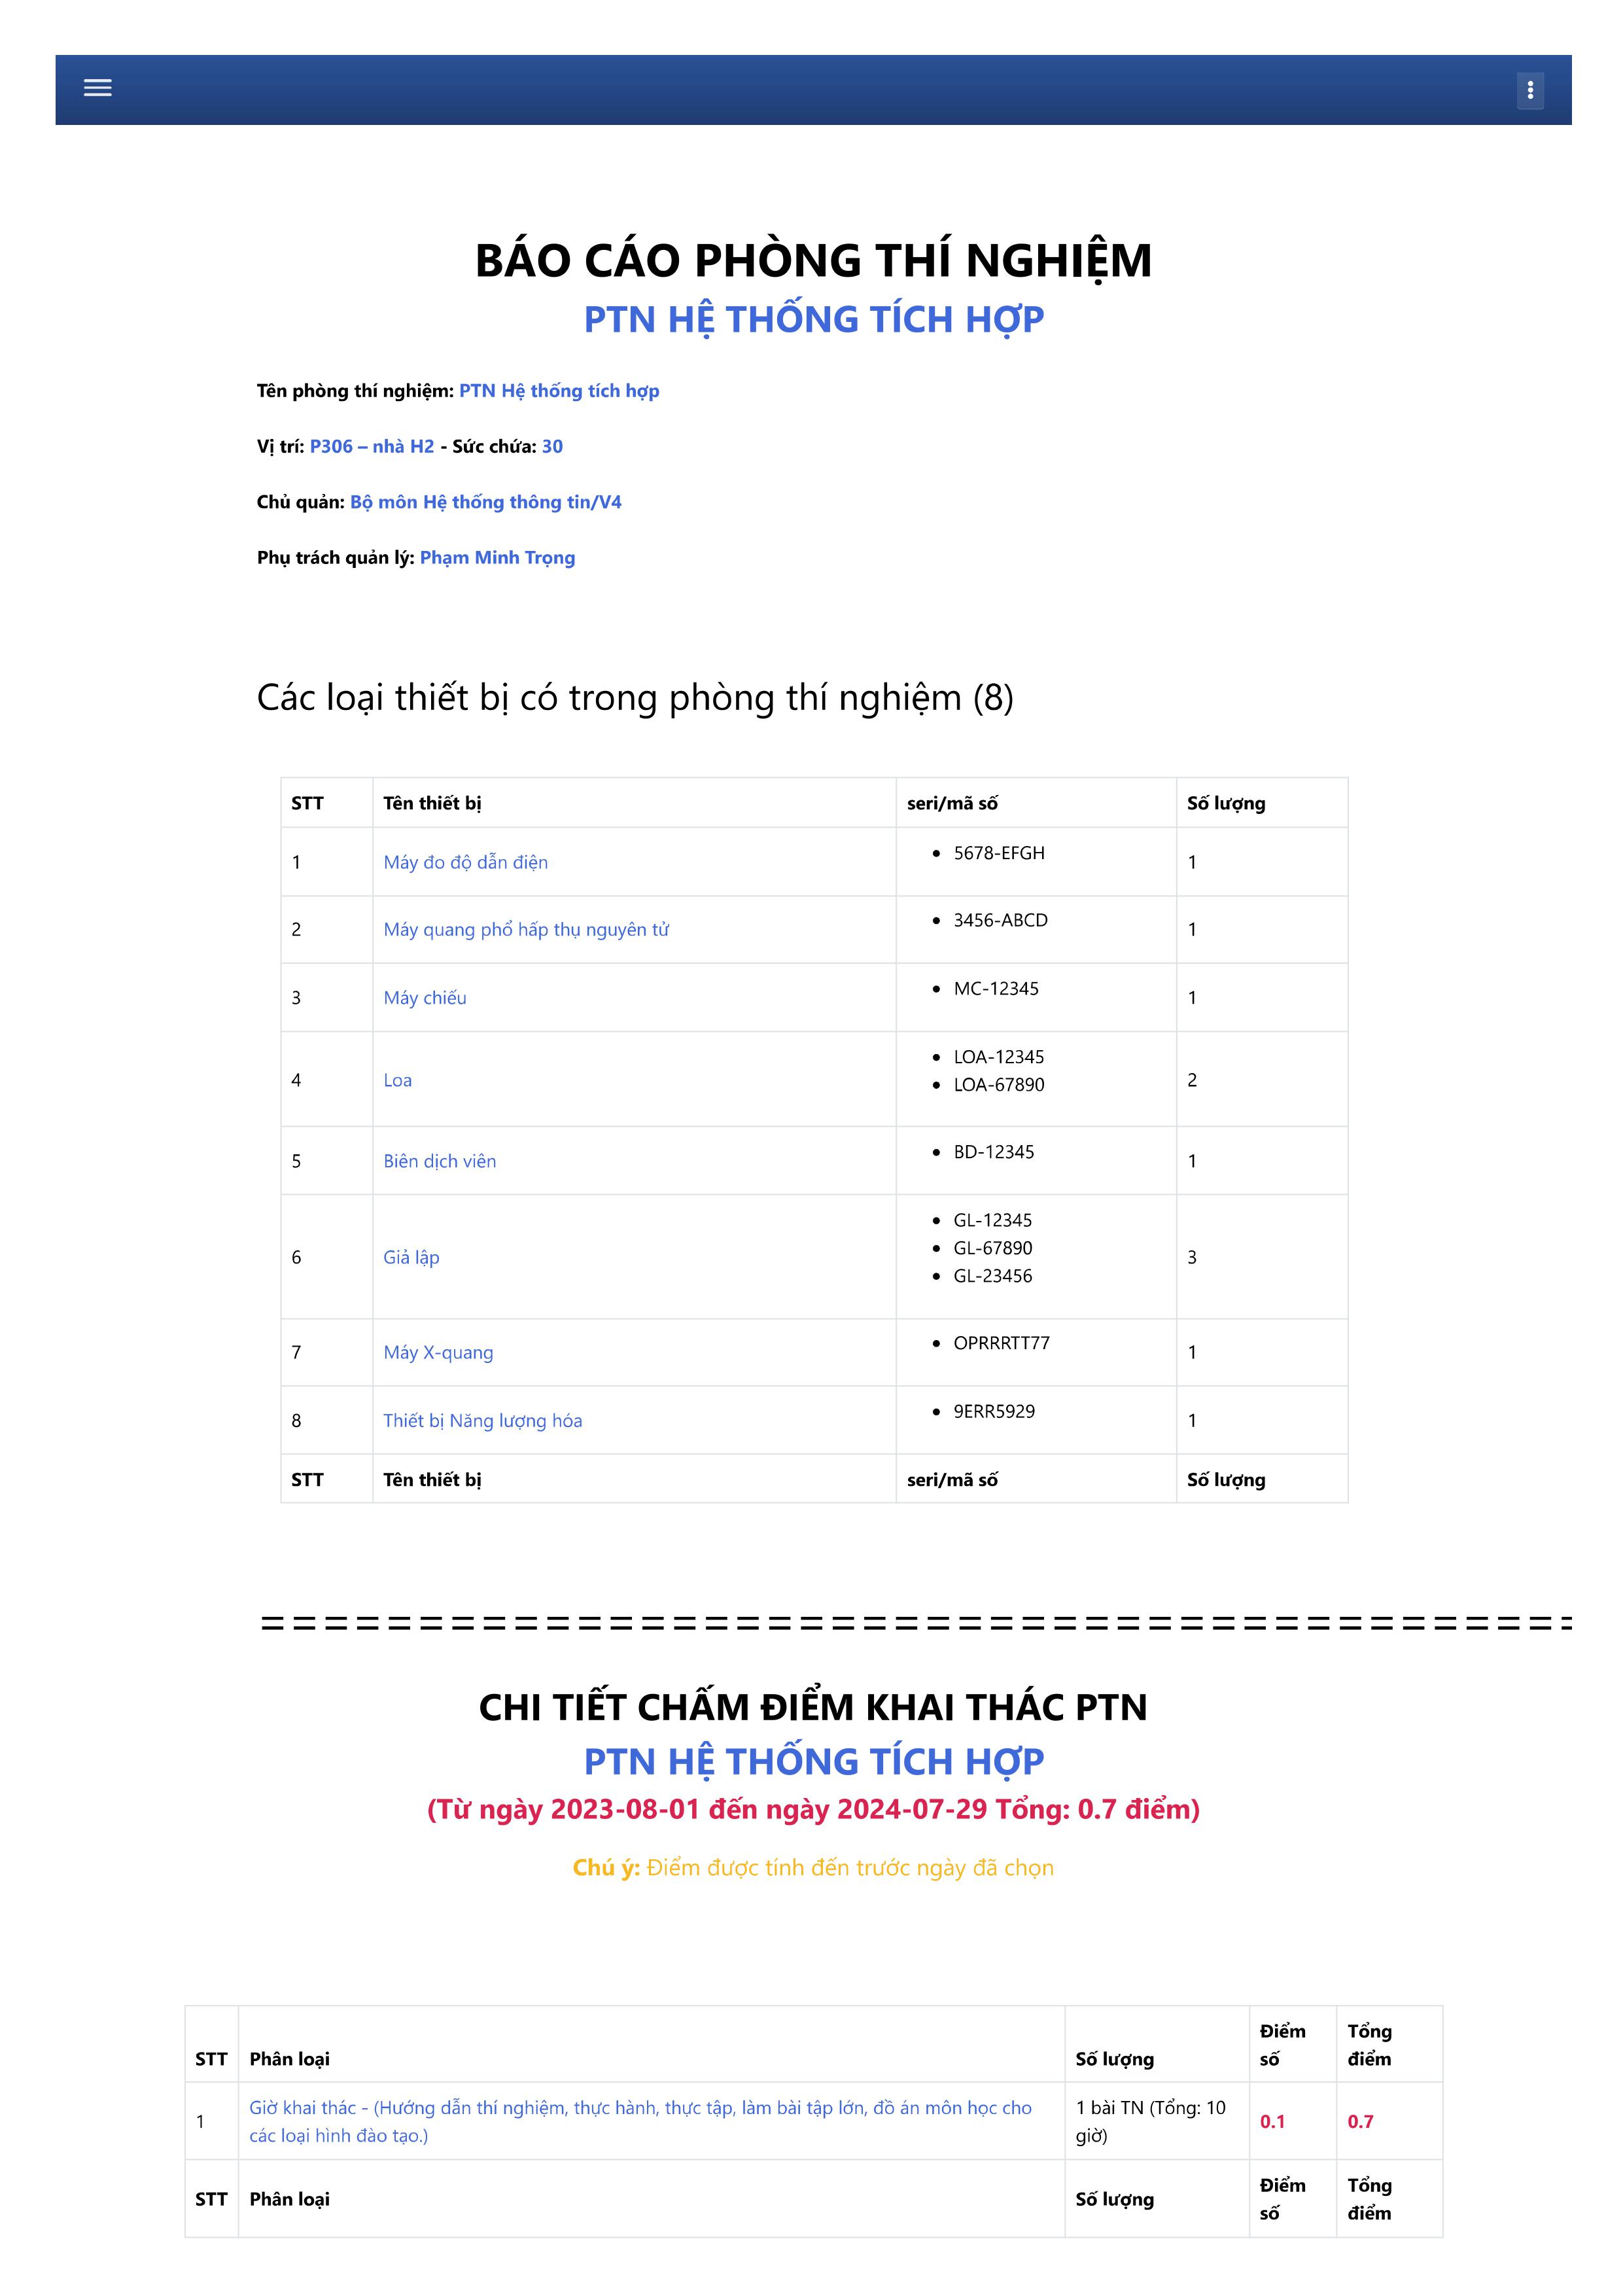 BÁO CÁO PHÒNG THÍ NGHIỆM
PTN HỆ THỐNG TÍCH HỢP
Tên phòng thí nghiệm: PTN Hệ thống tích hợp
Vị trí: P306 – nhà H2 - Sức chứa: 30
Chủ quản: Bộ môn Hệ thống thông tin/V4
Phụ trách quản lý: Phạm Minh Trọng
Các loại thiết bị có trong phòng thí nghiệm (8)
STT Tên thiết bị seri/mã số Số lượng
1 Máy đo độ dẫn điện • 5678-EFGH 1
2 Máy quang phổ hấp thụ nguyên tử • 3456-ABCD 1
3 Máy chiếu • MC-12345 1
4 Loa • LOA-12345
• LOA-67890 2
5 Biên dịch viên • BD-12345 1
6 Giả lập • GL-12345
• GL-67890
• GL-23456 3
7 Máy X-quang • OPRRRTT77 1
8 Thiết bị Năng lượng hóa • 9ERR5929 1
STT Tên thiết bị seri/mã số Số lượng
==========================================
CHI TIẾT CHẤM ĐIỂM KHAI THÁC PTN
PTN HỆ THỐNG TÍCH HỢP
(Từ ngày 2023-08-01 đến ngày 2024-07-29 Tổng: 0.7 điểm)
Chú ý: Điểm được tính đến trước ngày đã chọn
STT Phân loại Số lượng Điểm số Tổng điểm
1 Giờ khai thác - (Hướng dẫn thí nghiệm, thực hành, thực tập, làm bài tập lớn, đồ án môn học cho
các loại hình đào tạo.) 1 bài TN (Tổng: 10
giờ) 0.1 0.7
STT Phân loại Số lượng Điểm số Tổng điểm